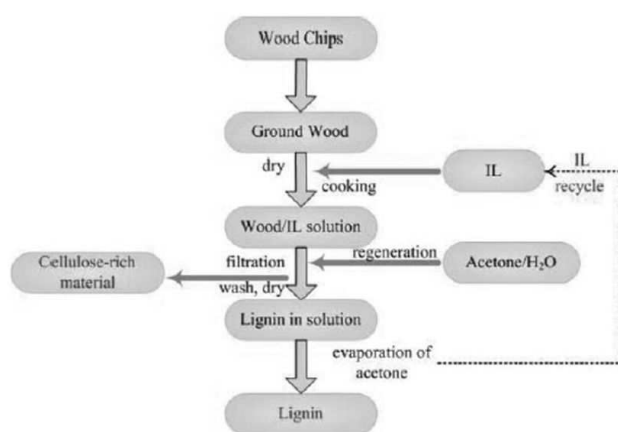 Wood Chips
Ground Wood
dry
cooking
IL
IL
recycle
Wood/IL solution
filtration
wash, dry
regeneration
Acetone/H₂O
Cellulose-rich
material
Lignin in solution
evaporation of
acetone
Lignin